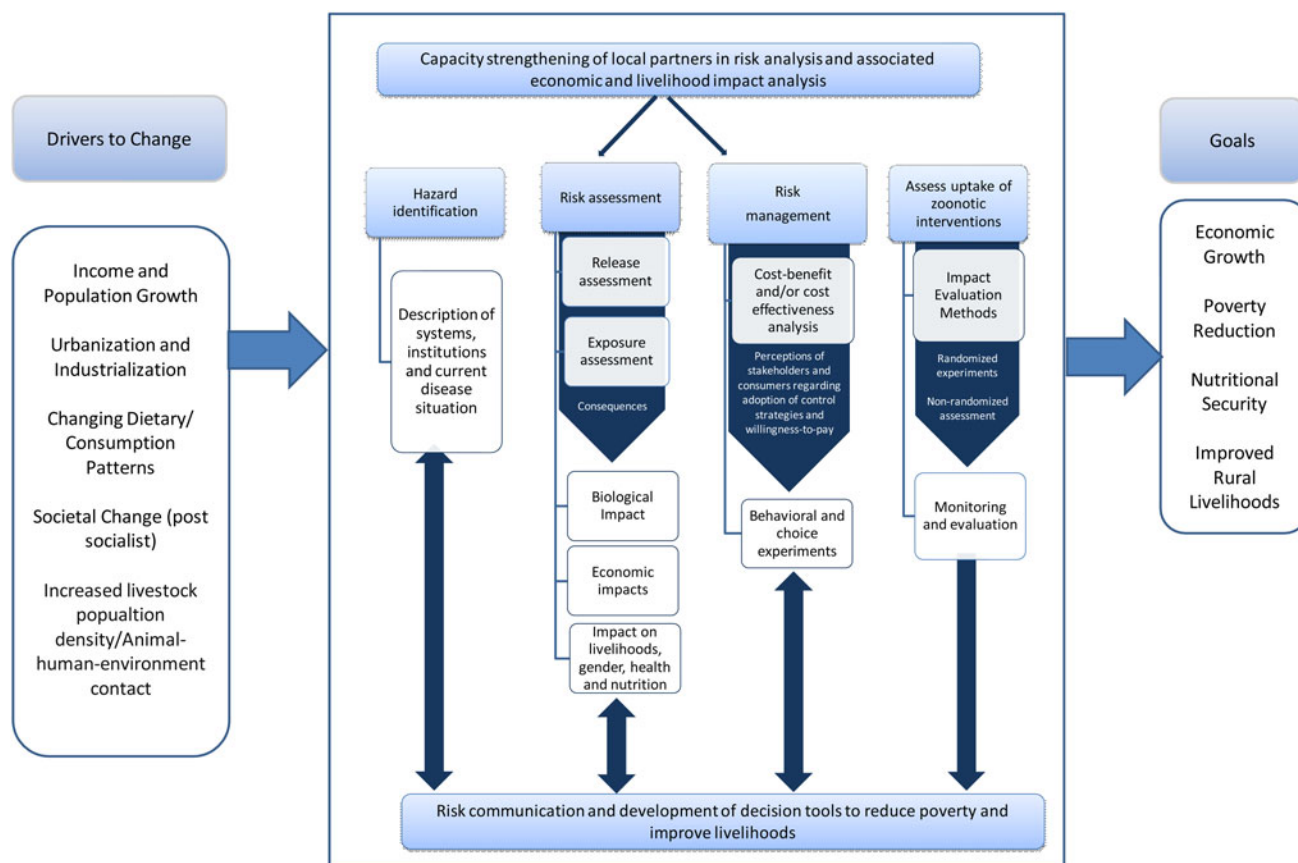 Capacity strengthening of local partners in risk analysis and associated
economic and livelihood impact analysis
Drivers to Change
Income and
Population Growth
Urbanization and
Industrialization
Changing Dietary/
Consumption
Patterns
Societal Change (post
socialist)
Increased livestock
popualtion
density/Animal-
human-environment
contact
Hazard
identification
Description of
systems,
institutions
and current
disease
situation
Risk assessment
Release
assessment
Exposure
assessment
Consequences
Biological
Impact
Economic
impacts
Impact on
livelihoods,
gender, health
and nutrition
Risk
management
Cost-benefit
and/or cost
effectiveness
analysis
Perceptions of
stakeholders and
consumers regarding
adoption of control
strategies and
willingness-to-pay
Behavioral and
choice
experiments
Assess uptake of
zoonotic
interventions
Impact
Evaluation
Methods
Randomized
experiments
Non-randomized
assessment
Monitoring
and evaluation
Risk communication and development of decision tools to reduce poverty and
improve livelihoods
Goals
Economic
Growth
Poverty
Reduction
Nutritional
Security
Improved
Rural
Livelihoods